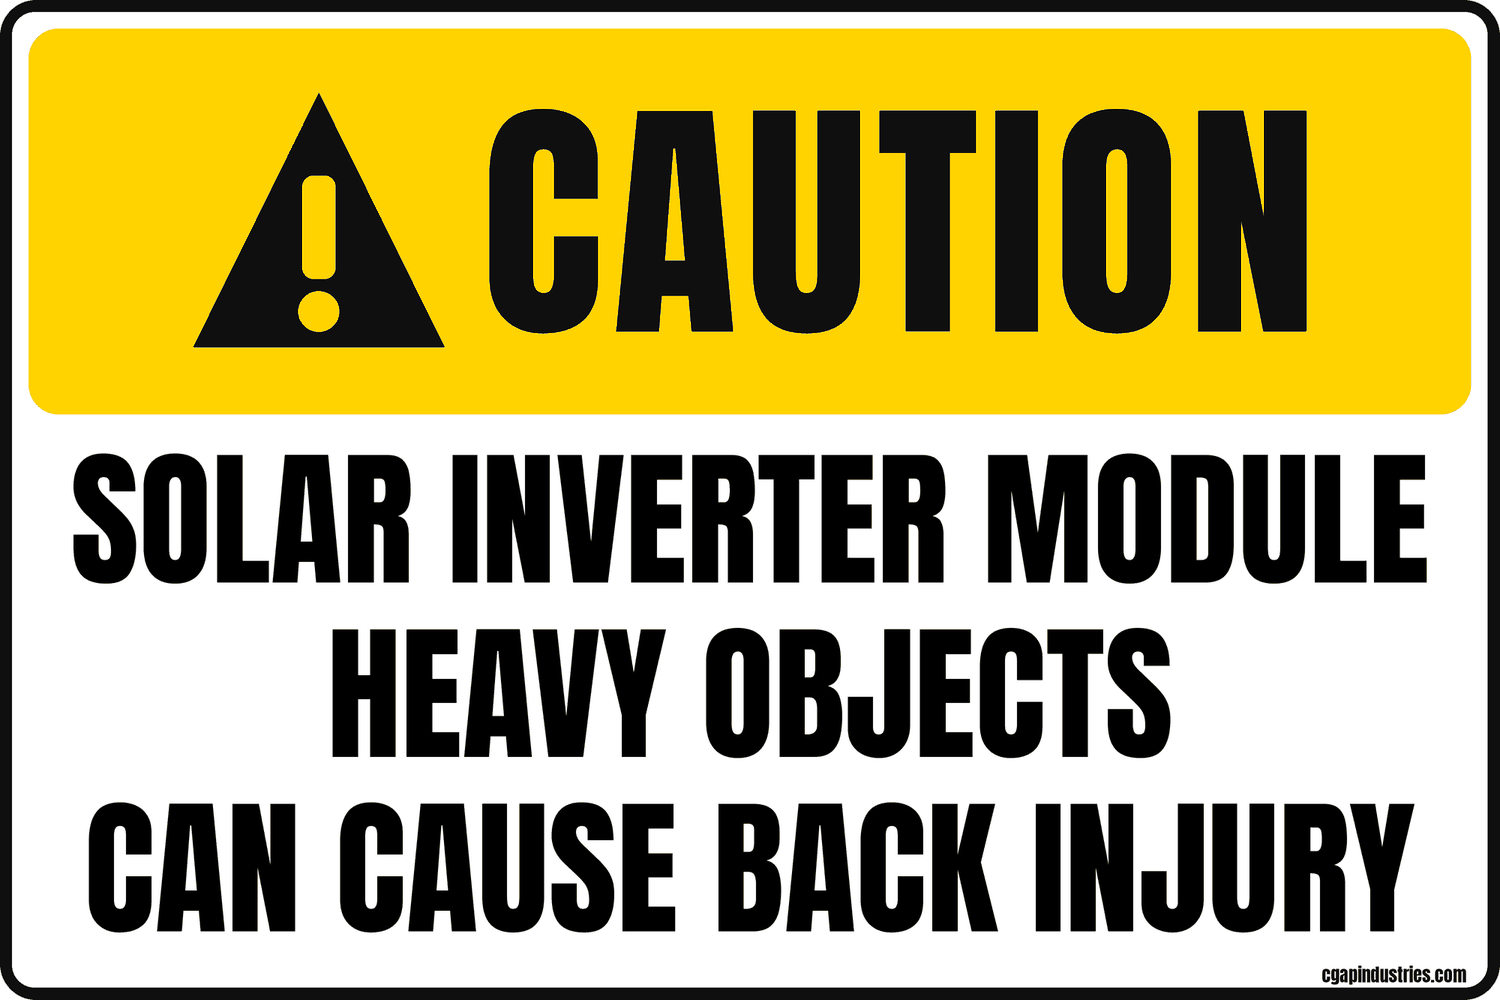 CAUTION
SOLAR INVERTER MODULE
HEAVY OBJECTS
CAN CAUSE BACK INJURY
cgapindustries.com